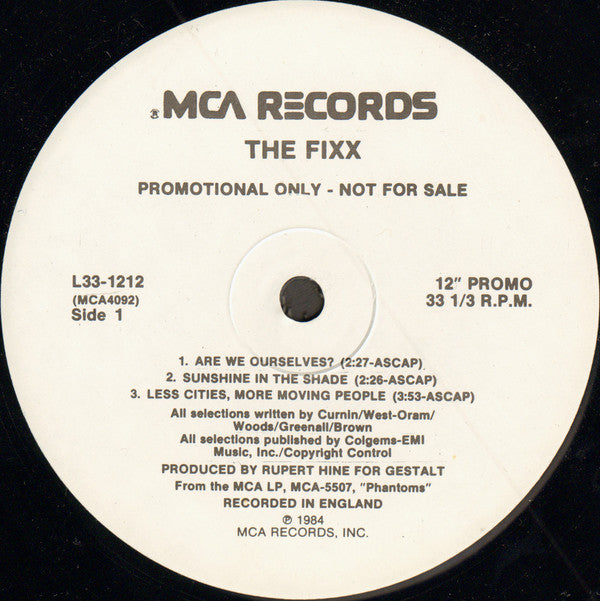 ® MCA RECORDS
THE FIXX
PROMOTIONAL ONLY - NOT FOR SALE
L33-1212
(MCA4092)
Side 1
12" PROMO
33 1/3 R.P.M.
1. ARE WE OURSELVES? (2:27-ASCAP)
2. SUNSHINE IN THE SHADE (2:26-ASCAP)
3. LESS CITIES, MORE MOVING PEOPLE (3:53-ASCAP)
All selections written by Curnin/West-Oram/
Woods/Greenall/Brown
All selections published by Colgems-EMI
Music, Inc./Copyright Control
PRODUCED BY RUPERT HINE FOR GESTALT
From the MCA LP, MCA-5507, "Phantoms"
RECORDED IN ENGLAND
℗ 1984
MCA RECORDS, INC.